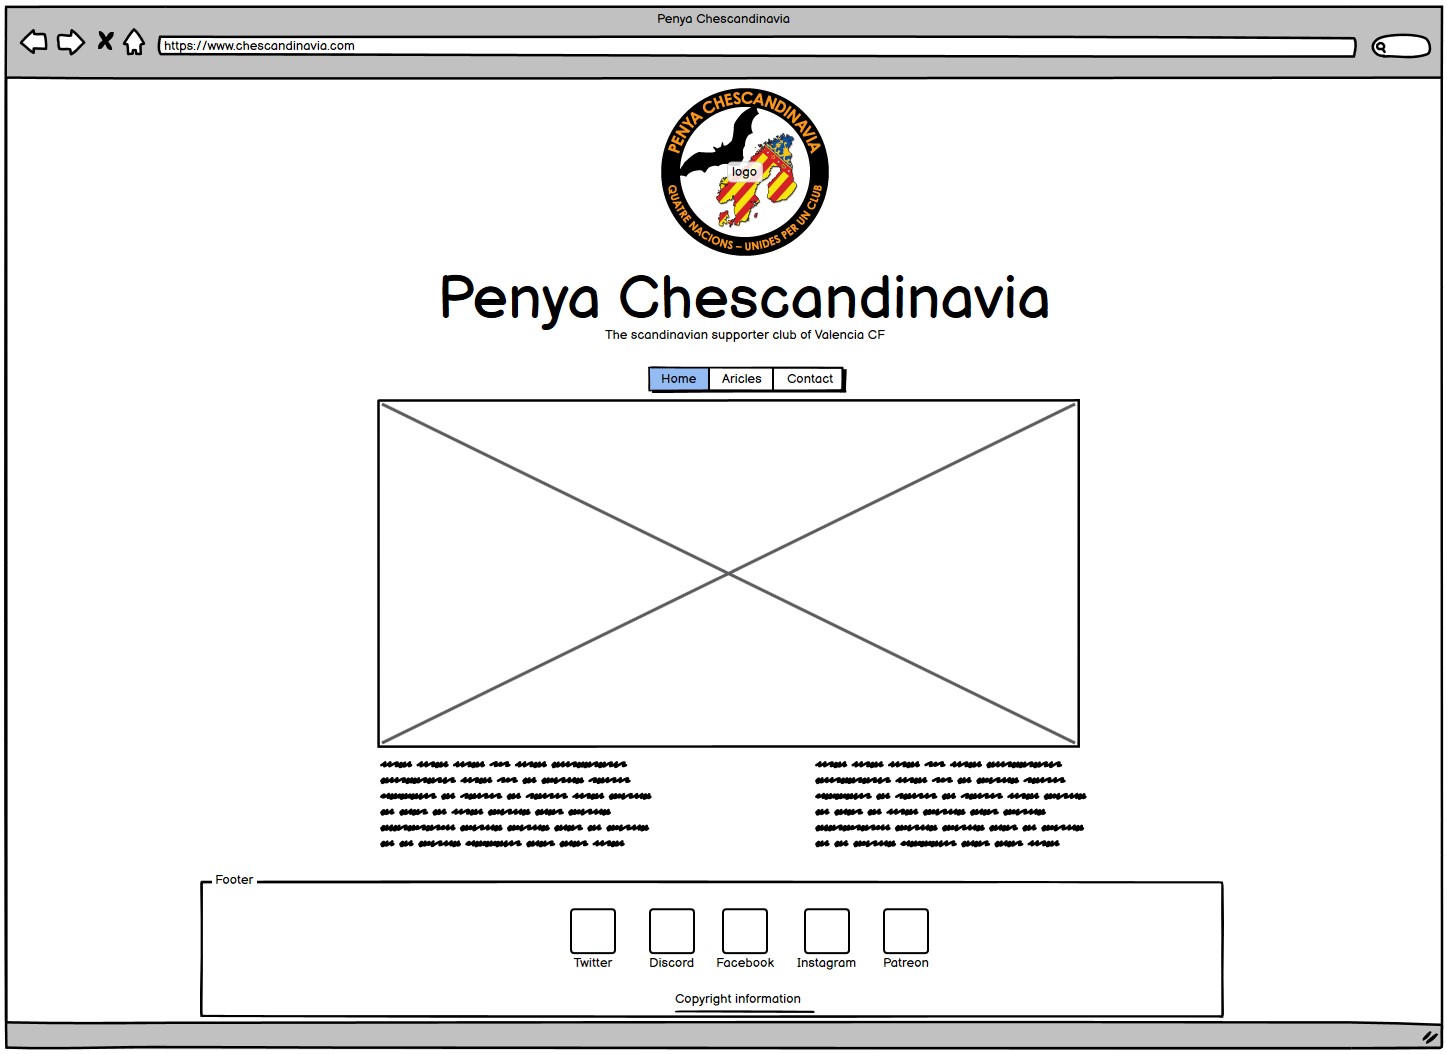 Penya Chescandinavia
https://www.chescandinavia.com
PENYA CHESCANDINAVIA
logo
QUATRE NACIONS – UNIDES PER UN CLUB
Penya Chescandinavia
The scandinavian supporter club of Valencia CF
Home Aricles Contact
Footer
Twitter Discord Facebook Instagram Patreon
Copyright information